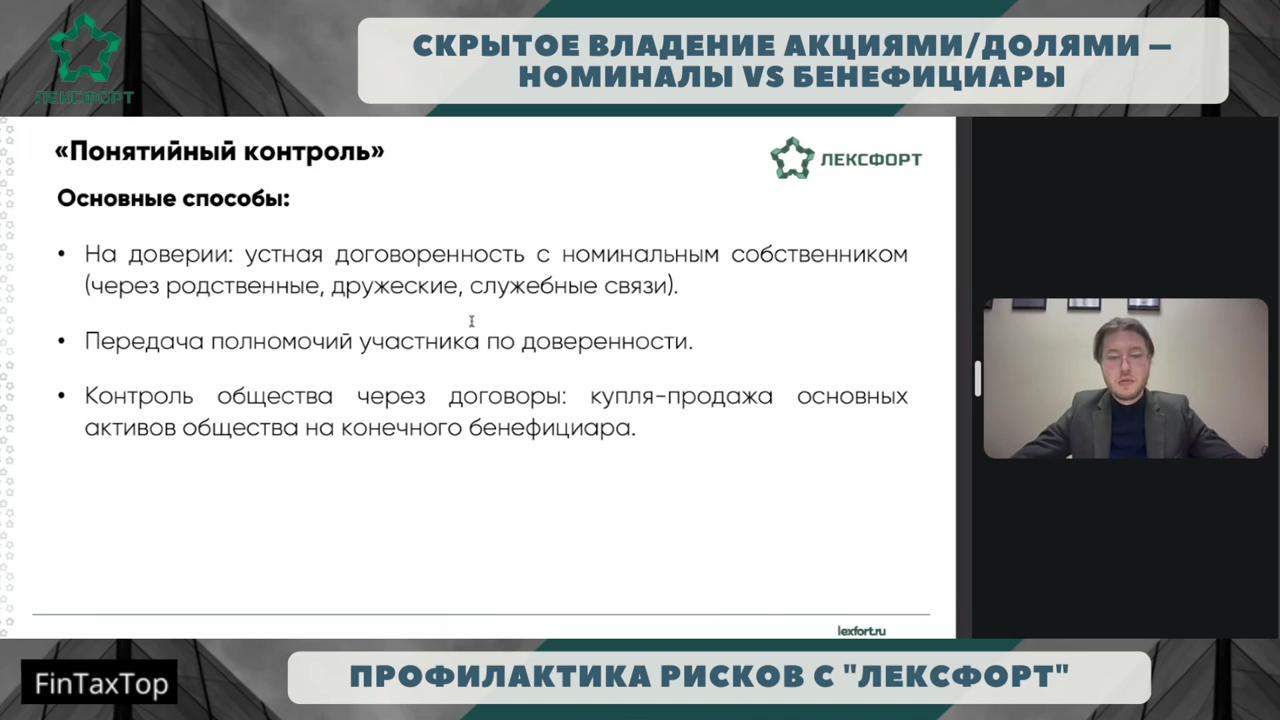 ЛЕКСФОРТ
СКРЫТОЕ ВЛАДЕНИЕ АКЦИЯМИ/ДОЛЯМИ –
НОМИНАЛЫ VS БЕНЕФИЦИАРЫ
«Понятийный контроль»
ЛЕКСФОРТ
Основные способы:
• На доверии: устная договоренность с номинальным собственником
(через родственные, дружеские, служебные связи).
• Передача полномочий участника по доверенности.
• Контроль общества через договоры: купля-продажа основных
активов общества на конечного бенефициара.
lexfort.ru
FinTaxTop
ПРОФИЛАКТИКА РИСКОВ С "ЛЕКСФОРТ"